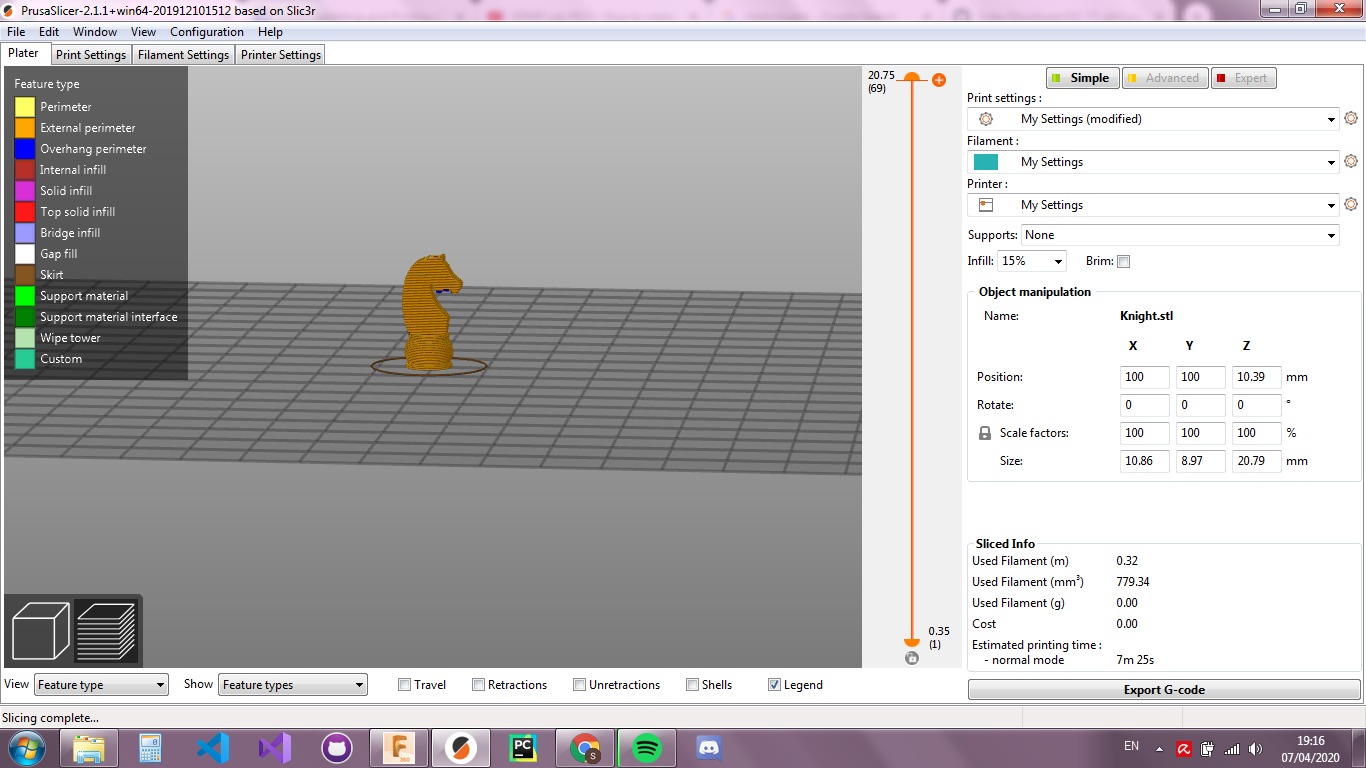 PrusaSlicer-2.1.1+win64-201912101512 based on Slic3r
File Edit Window View Configuration Help
Plater Print Settings Filament Settings Printer Settings
Feature type
Perimeter
External perimeter
Overhang perimeter
Internal infill
Solid infill
Top solid infill
Bridge infill
Gap fill
Skirt
Support material
Support material interface
Wipe tower
Custom
20.75
(69)
0.35
(1)
Simple Advanced Expert
Print settings :
My Settings (modified)
Filament :
My Settings
Printer :
My Settings
Supports: None
Infill: 15% Brim:
Object manipulation
Name: Knight.stl
X Y Z
Position: 100 100 10.39 mm
Rotate: 0 0 0 °
Scale factors: 100 100 100 %
Size: 10.86 8.97 20.79 mm
Sliced Info
Used Filament (m) 0.32
Used Filament (mm³) 779.34
Used Filament (g) 0.00
Cost 0.00
Estimated printing time :
- normal mode 7m 25s
Export G-code
View Feature type Show Feature types Travel Retractions Unretractions Shells Legend
Slicing complete...
F
360
PC
S
EN
19:16
07/04/2020